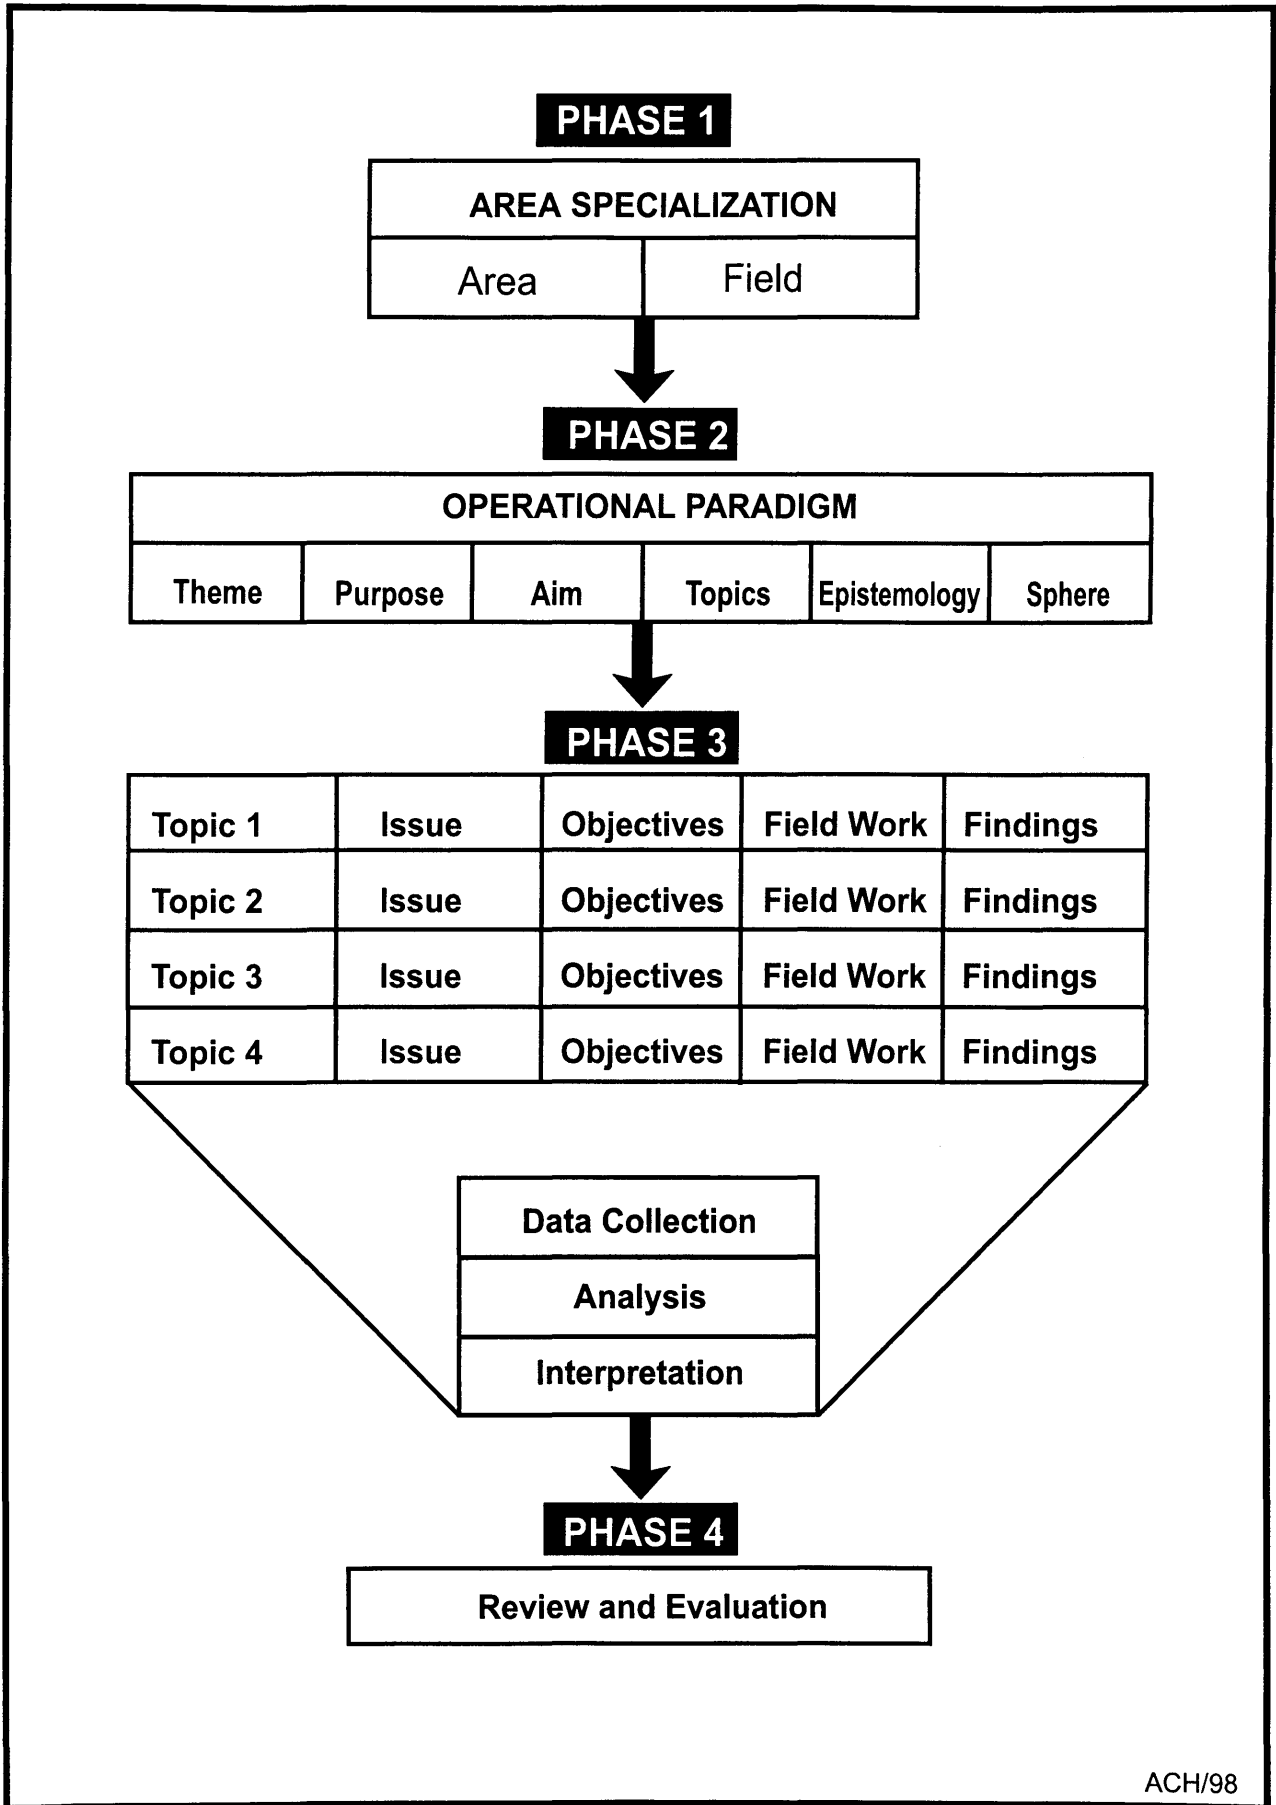 PHASE 1
AREA SPECIALIZATION
Area Field
PHASE 2
OPERATIONAL PARADIGM
Theme Purpose Aim Topics Epistemology Sphere
PHASE 3
Topic 1 Issue Objectives Field Work Findings
Topic 2 Issue Objectives Field Work Findings
Topic 3 Issue Objectives Field Work Findings
Topic 4 Issue Objectives Field Work Findings
Data Collection
Analysis
Interpretation
PHASE 4
Review and Evaluation
ACH/98